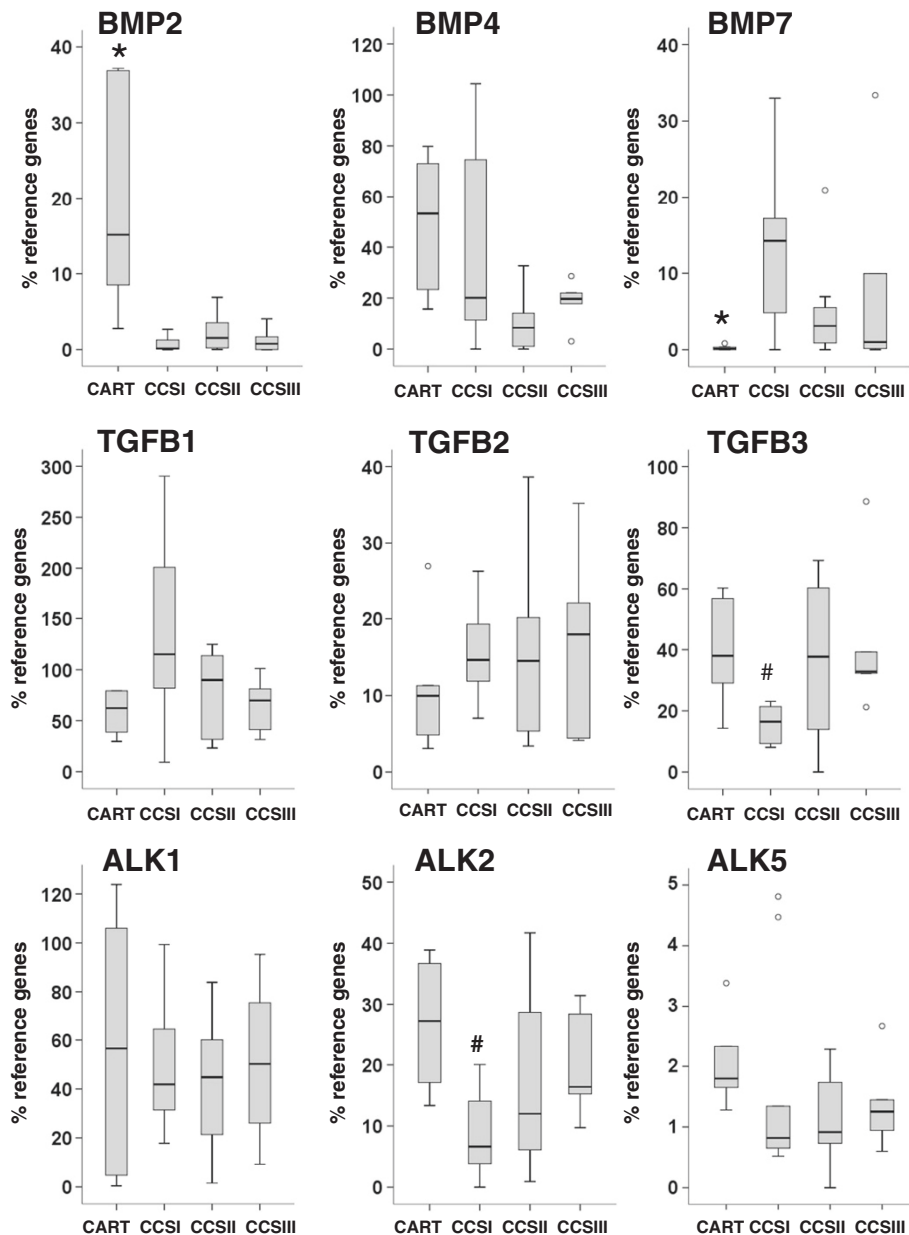 BMP2 BMP4 BMP7
% reference genes
40
30
20
10
0
*
CART CCSI CCSII CCSIII
% reference genes
120
100
80
60
40
20
0
CART CCSI CCSII CCSIII
% reference genes
40
30
20
10
0
*
CART CCSI CCSII CCSIII
TGFB1 TGFB2 TGFB3
% reference genes
300
250
200
150
100
50
0
CART CCSI CCSII CCSIII
% reference genes
40
30
20
10
0
CART CCSI CCSII CCSIII
% reference genes
100
80
60
40
20
0
#
CART CCSI CCSII CCSIII
ALK1 ALK2 ALK5
% reference genes
120
100
80
60
40
20
0
CART CCSI CCSII CCSIII
% reference genes
50
40
30
20
10
0
#
CART CCSI CCSII CCSIII
% reference genes
5
4
3
2
1
0
CART CCSI CCSII CCSIII